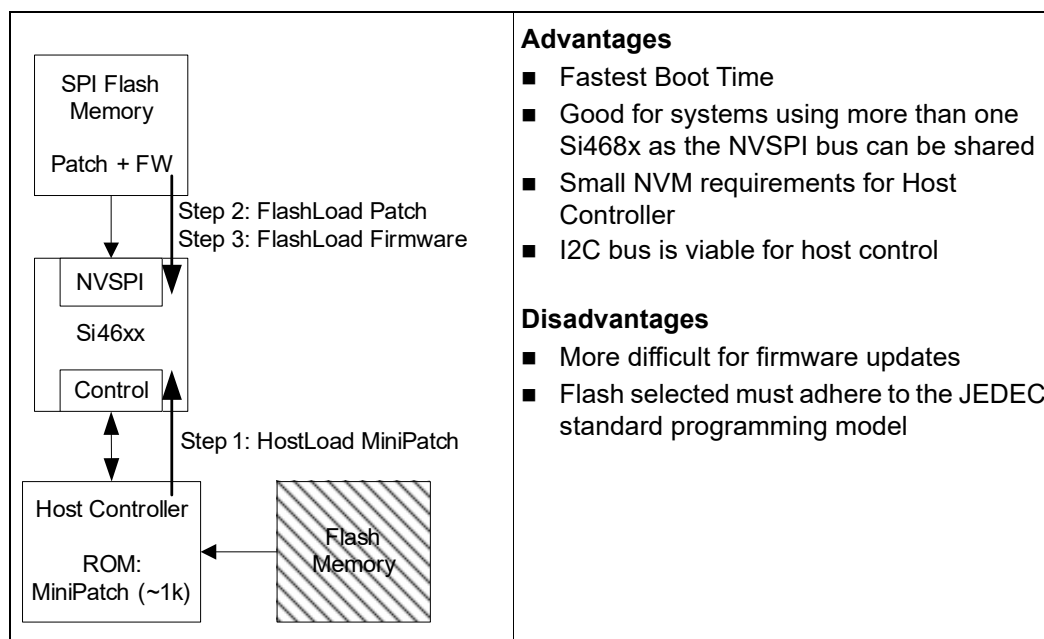 SPI Flash
Memory
Patch + FW
Step 2: FlashLoad Patch
Step 3: FlashLoad Firmware
NVSPI
Si46xx
Control
Step 1: HostLoad MiniPatch
Host Controller
ROM:
MiniPatch (~1k)
Flash
Memory
Advantages
■ Fastest Boot Time
■ Good for systems using more than one
Si468x as the NVSPI bus can be shared
■ Small NVM requirements for Host
Controller
■ I2C bus is viable for host control
Disadvantages
■ More difficult for firmware updates
■ Flash selected must adhere to the JEDEC
standard programming model